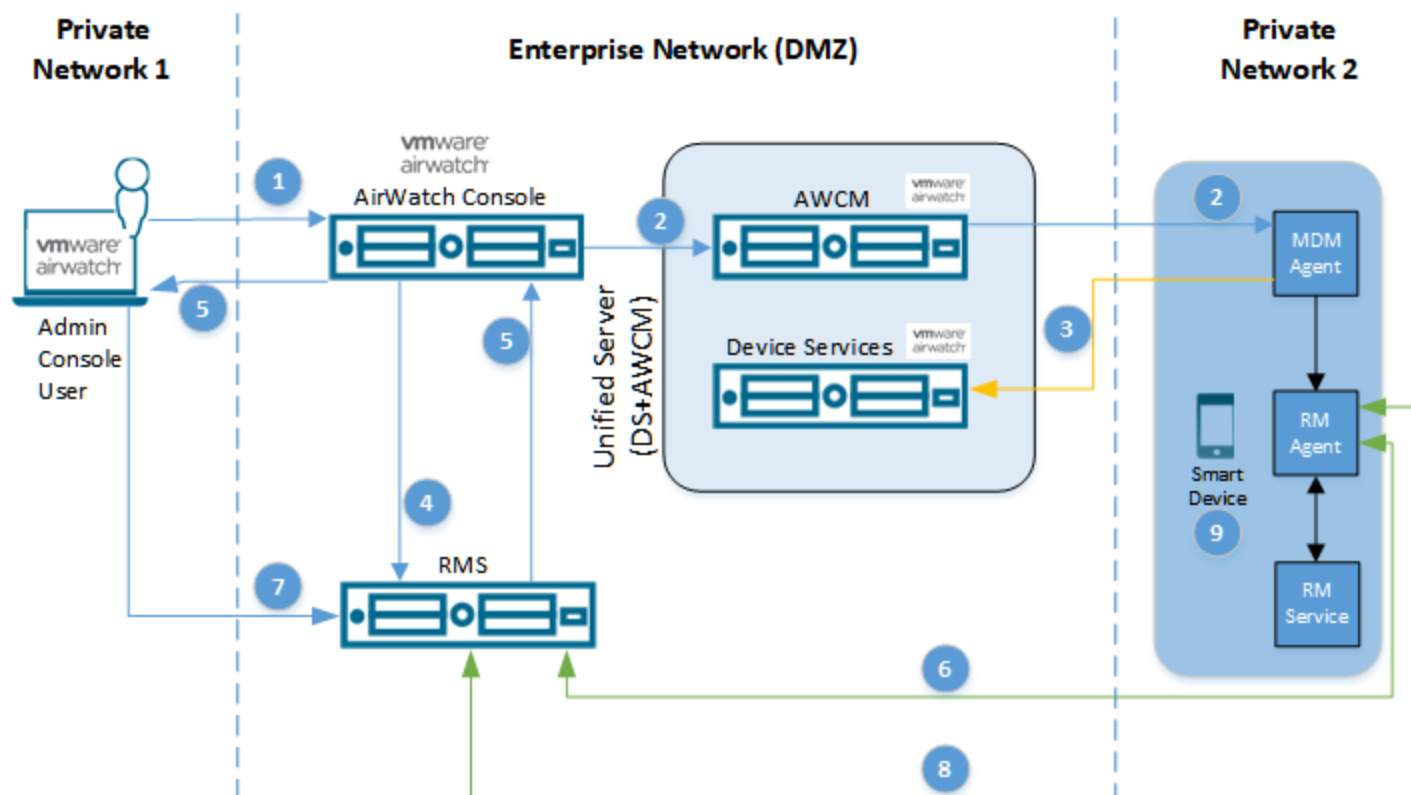 Private
Network 1
Enterprise Network (DMZ)
Private
Network 2
vmware
airwatch
AirWatch Console
1
vmware
airwatch
5
Admin
Console
User
2
AWCM
vmware
airwatch
Device Services
vmware
airwatch
Unified Server
(DS+AWCM)
5
4
RMS
7
2
MDM
Agent
3
RM
Agent
Smart
Device
9
RM
Service
6
8